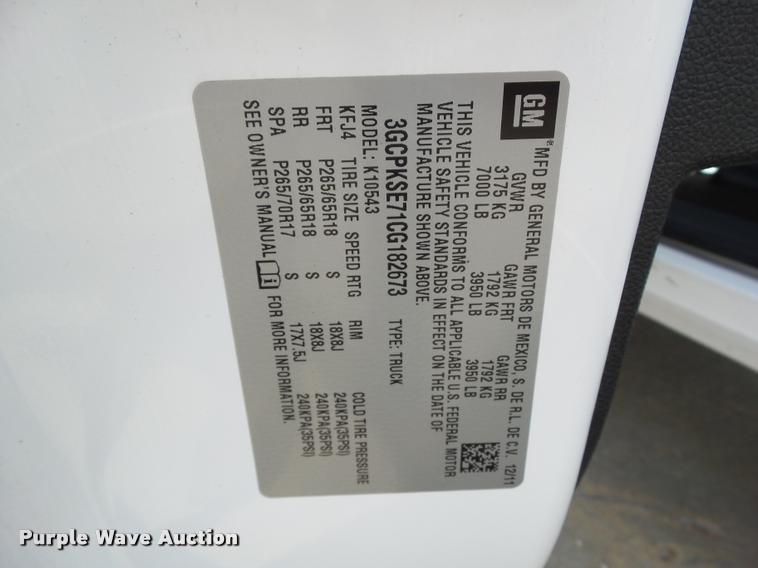 GM
MFD BY GENERAL MOTORS DE MEXICO, S. DE R.L. DE C.V. 12/11
GVWR GAWR FRT GAWR RR
3175 KG 1792 KG 1792 KG
7000 LB 3950 LB 3950 LB
THIS VEHICLE CONFORMS TO ALL APPLICABLE U.S. FEDERAL MOTOR
VEHICLE SAFETY STANDARDS IN EFFECT ON THE DATE OF
MANUFACTURE SHOWN ABOVE.
3GCPKSE71CG182673 TYPE: TRUCK
MODEL: K10543
KFJ4 TIRE SIZE SPEED RTG RIM COLD TIRE PRESSURE
FRT P265/65R18 S 18X8J 240KPA(35PSI)
RR P265/65R18 S 18X8J 240KPA(35PSI)
SPA P265/70R17 S 17X7.5J 240KPA(35PSI)
SEE OWNER'S MANUAL FOR MORE INFORMATION.
Purple Wave Auction